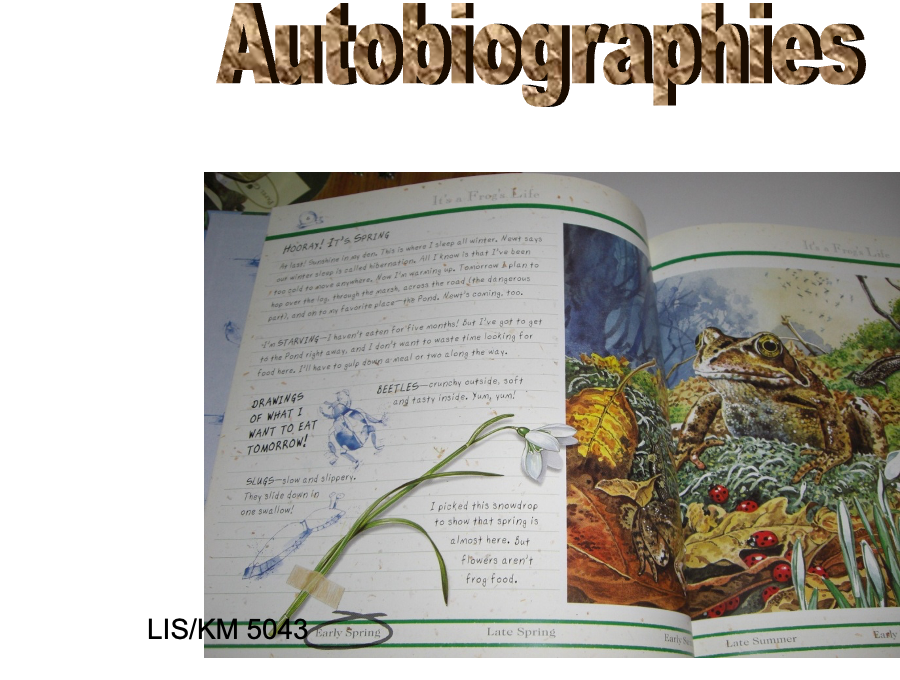 Autobiographies
It's a Frog's Life
It's a Frog's Life
HOORAY! IT'S SPRING
At last! Sunshine in my den. This is where I sleep all winter. Newt says
our winter sleep is called hibernation. All I know is that I've been
too cold to move anywhere. Now I'm warming up. Tomorrow I plan to
hop over the log, through the marsh, across the road (the dangerous
part), and on to my favorite place—the Pond. Newt's coming, too.
I'm STARVING—I haven't eaten for five months! But I've got to get
to the Pond right away, and I don't want to waste time looking for
food here. I'll have to gulp down a meal or two along the way.
DRAWINGS
OF WHAT I
WANT TO EAT
TOMORROW!
BEETLES—crunchy outside, soft
and tasty inside. Yum, yum!
SLUGS—slow and slippery.
They slide down in
one swallow!
I picked this snowdrop
to show that spring is
almost here. But
flowers aren't
frog food.
LIS/KM 5043
Early Spring
Late Spring
Early
Late Summer
Early